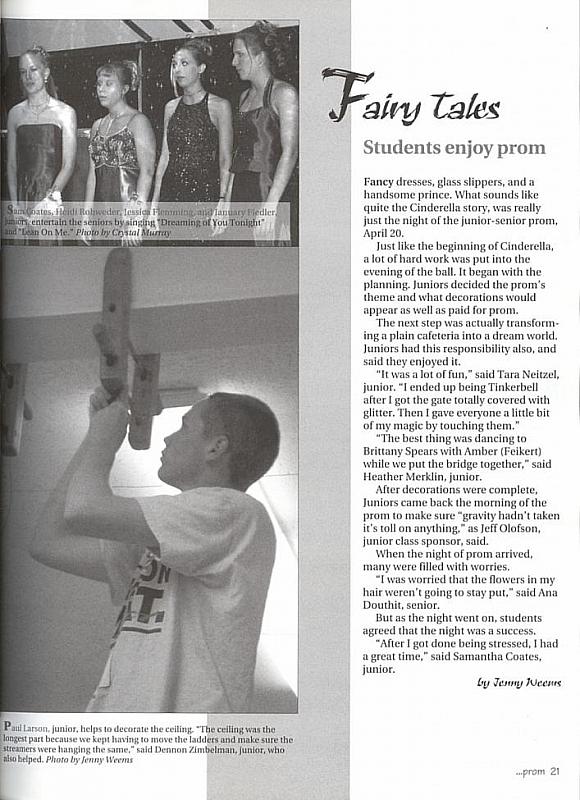 Sam Coates, Heidi Rohweder, Jessica Flemming, and January Fiedler,
juniors, entertain the seniors by singing "Dreaming of You Tonight"
and "Lean On Me." Photo by Crystal Murray
Paul Larson, junior, helps to decorate the ceiling. "The ceiling was the
longest part because we kept having to move the ladders and make sure the
streamers were hanging the same," said Dennon Zimbelman, junior, who
also helped. Photo by Jenny Weems
Fairy tales
Students enjoy prom
Fancy dresses, glass slippers, and a
handsome prince. What sounds like
quite the Cinderella story, was really
just the night of the junior-senior prom,
April 20.
Just like the beginning of Cinderella,
a lot of hard work was put into the
evening of the ball. It began with the
planning. Juniors decided the prom's
theme and what decorations would
appear as well as paid for prom.
The next step was actually transform-
ing a plain cafeteria into a dream world.
Juniors had this responsibility also, and
said they enjoyed it.
"It was a lot of fun," said Tara Neitzel,
junior. "I ended up being Tinkerbell
after I got the gate totally covered with
glitter. Then I gave everyone a little bit
of my magic by touching them."
"The best thing was dancing to
Brittany Spears with Amber (Feikert)
while we put the bridge together," said
Heather Merklin, junior.
After decorations were complete,
Juniors came back the morning of the
prom to make sure "gravity hadn't taken
it's toll on anything," as Jeff Olofson,
junior class sponsor, said.
When the night of prom arrived,
many were filled with worries.
"I was worried that the flowers in my
hair weren't going to stay put," said Ana
Douthit, senior.
But as the night went on, students
agreed that the night was a success.
"After I got done being stressed, I had
a great time," said Samantha Coates,
junior.
by Jenny Weems
...prom 21